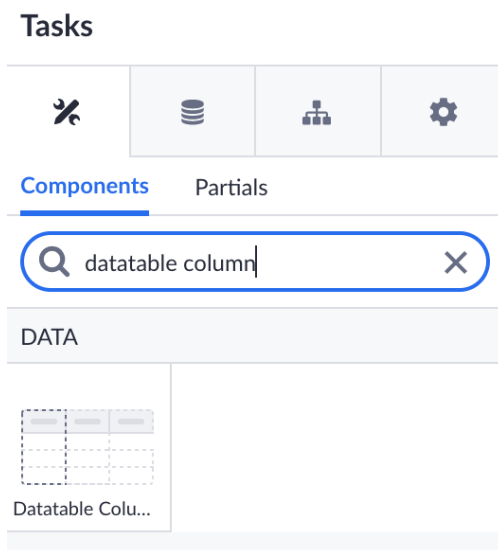 Tasks
Components Partials
datatable column
DATA
Datatable Colu...